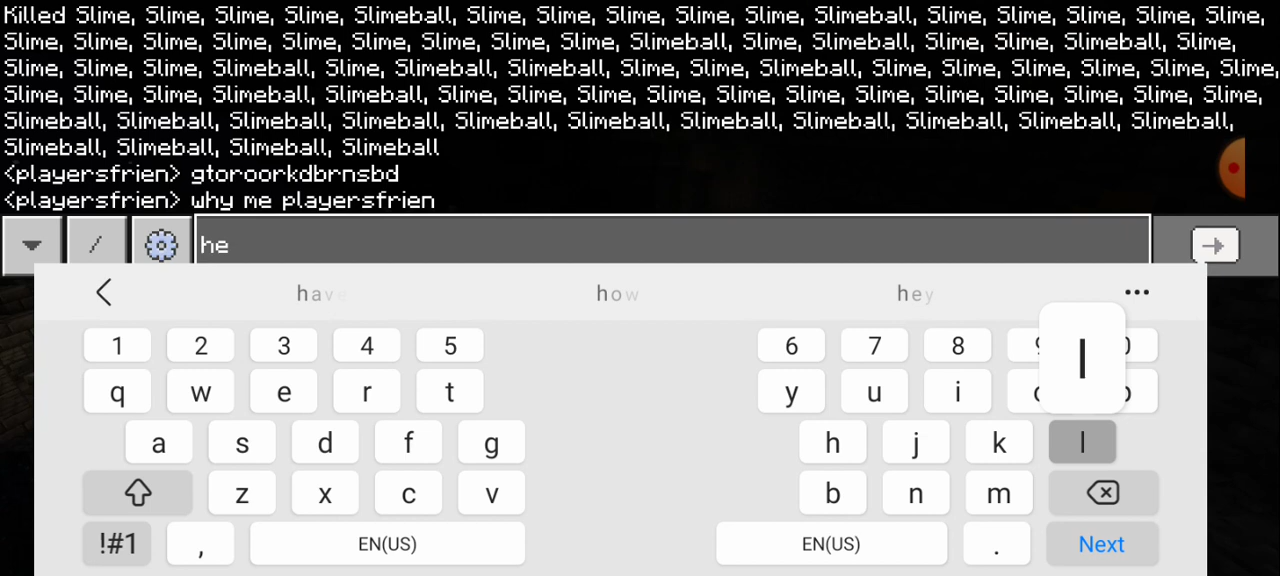 Killed Slime, Slime, Slime, Slimeball, Slime, Slime, Slime, Slime, Slime, Slime, Slimeball, Slime, Slime, Slime, Slime, Slime, Slime,
Slime, Slime, Slime, Slime, Slime, Slime, Slime, Slime, Slime, Slimeball, Slime, Slimeball, Slime, Slime, Slimeball, Slime,
Slime, Slime, Slime, Slimeball, Slime, Slimeball, Slimeball, Slime, Slime, Slimeball, Slime, Slime, Slime, Slime, Slime, Slime,
Slime, Slime, Slime, Slimeball, Slimeball, Slime, Slime, Slime, Slime, Slime, Slime, Slime, Slime, Slime, Slime, Slime, Slime,
Slimeball, Slimeball, Slimeball, Slimeball, Slimeball, Slimeball, Slimeball, Slimeball, Slimeball, Slimeball, Slimeball,
Slimeball, Slimeball, Slimeball, Slimeball
<playersfrien> gtoroorkdbrnsbd
<playersfrien> why me playersfrien
/ he
have how hey •••
1 2 3 4 5 6 7 8 9 0
q w e r t y u i
a s d f g h j k l l
z x c v b n m
!#1 , EN(US) EN(US) . Next